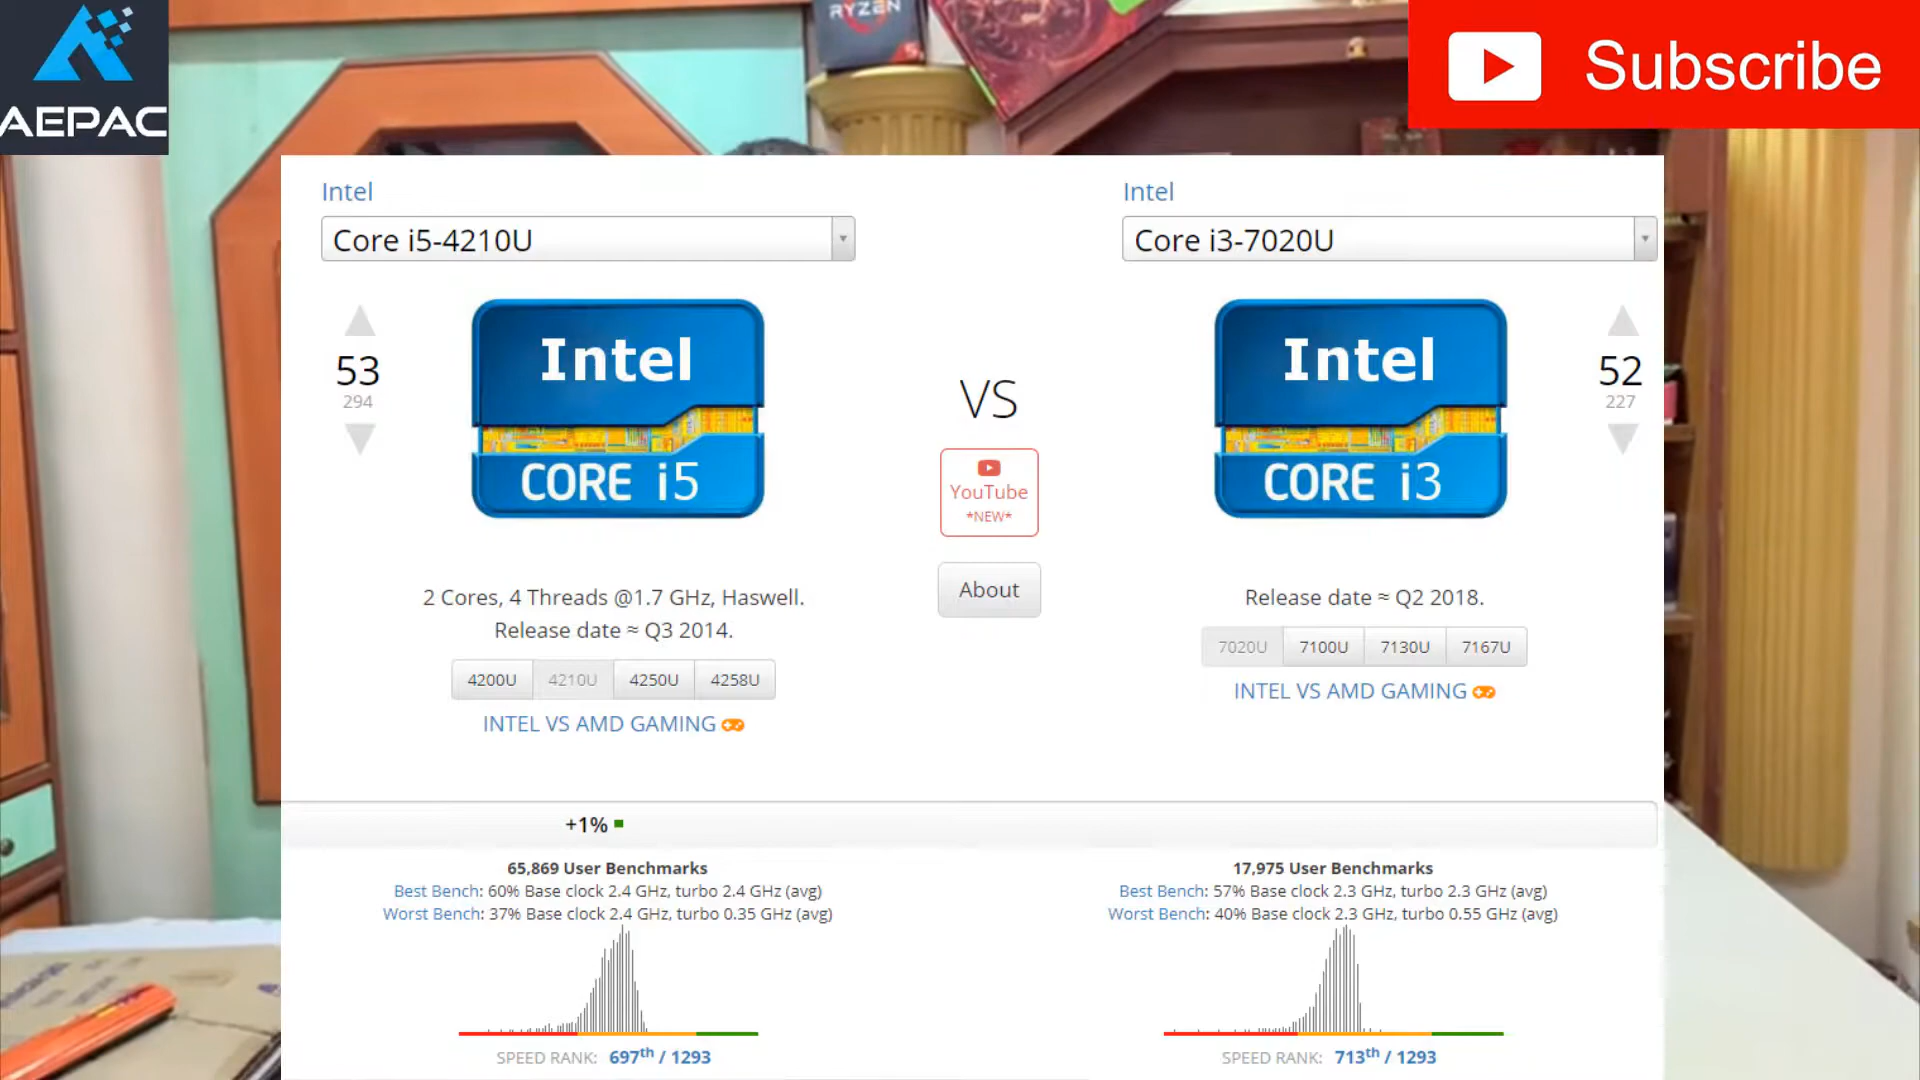 RYZEN
5
AEPAC
Subscribe
Intel
Core i5-4210U
Intel
Core i3-7020U
53
294
Intel
CORE i5
VS
YouTube
*NEW*
About
Intel
CORE i3
52
227
2 Cores, 4 Threads @1.7 GHz, Haswell.
Release date ≈ Q3 2014.
4200U 4210U 4250U 4258U
INTEL VS AMD GAMING
Release date ≈ Q2 2018.
7020U 7100U 7130U 7167U
INTEL VS AMD GAMING
+1%
65,869 User Benchmarks
Best Bench: 60% Base clock 2.4 GHz, turbo 2.4 GHz (avg)
Worst Bench: 37% Base clock 2.4 GHz, turbo 0.35 GHz (avg)
SPEED RANK: 697th / 1293
17,975 User Benchmarks
Best Bench: 57% Base clock 2.3 GHz, turbo 2.3 GHz (avg)
Worst Bench: 40% Base clock 2.3 GHz, turbo 0.55 GHz (avg)
SPEED RANK: 713th / 1293